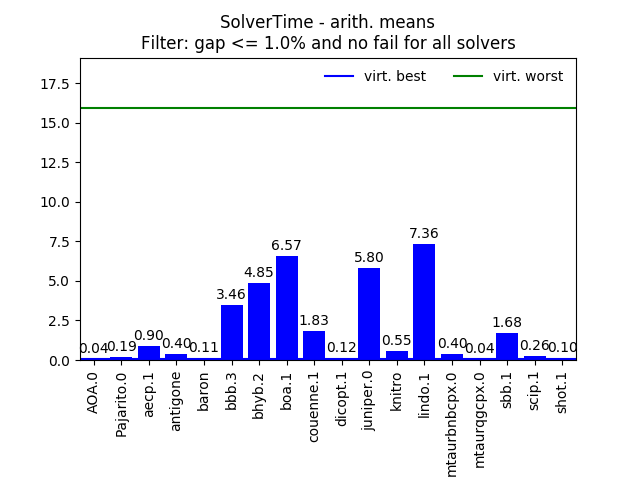 SolverTime - arith. means
Filter: gap <= 1.0% and no fail for all solvers
virt. best
virt. worst
17.5
15.0
12.5
10.0
7.5
5.0
2.5
0.0
0.04
0.19
0.90
0.40
0.11
3.46
4.85
6.57
1.83
0.12
5.80
0.55
7.36
0.40
0.04
1.68
0.26
0.10
AOA.0
Pajarito.0
aecp.1
antigone
baron
bbb.3
bhyb.2
boa.1
couenne.1
dicopt.1
juniper.0
knitro
lindo.1
mtaurbnbcpx.0
mtaurqgcpx.0
sbb.1
scip.1
shot.1